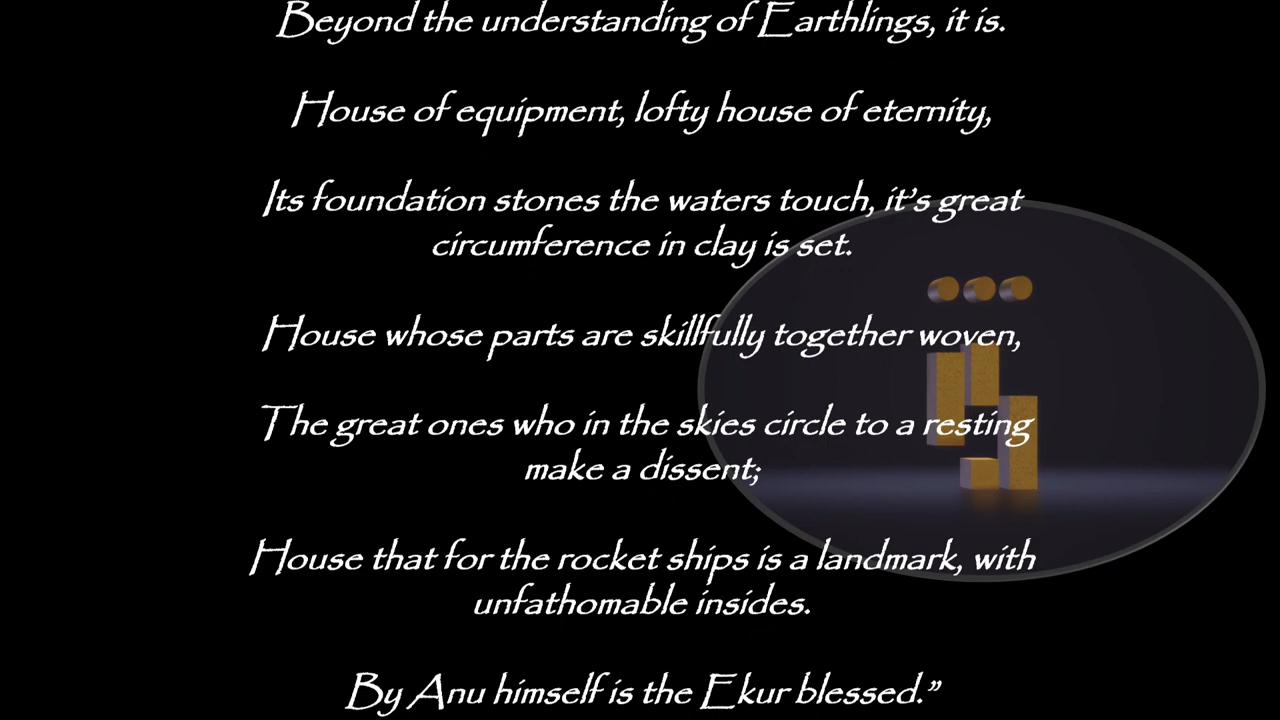 Beyond the understanding of Earthlings, it is.
House of equipment, lofty house of eternity,
Its foundation stones the waters touch, it’s great
circumference in clay is set.
House whose parts are skillfully together woven,
The great ones who in the skies circle to a resting
make a dissent;
House that for the rocket ships is a landmark, with
unfathomable insides.
By Anu himself is the Ekur blessed.”